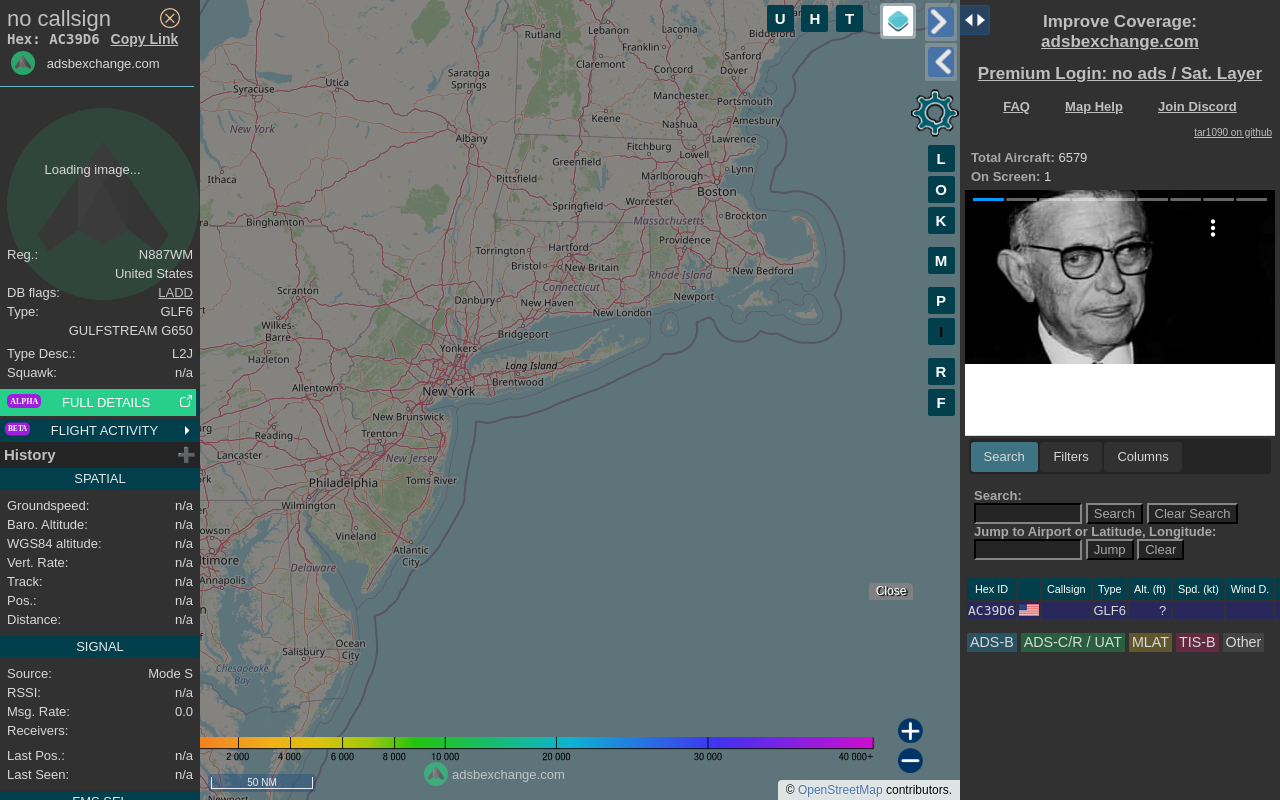 no callsign
Hex: AC39D6 Copy Link
adsbexchange.com
Loading image...
Reg.: N887WM
United States
DB flags: LADD
Type: GLF6
GULFSTREAM G650
Type Desc.: L2J
Squawk: n/a
ALPHA FULL DETAILS
BETA FLIGHT ACTIVITY
History
SPATIAL
Groundspeed: n/a
Baro. Altitude: n/a
WGS84 altitude: n/a
Vert. Rate: n/a
Track: n/a
Pos.: n/a
Distance: n/a
SIGNAL
Source: Mode S
RSSI: n/a
Msg. Rate: 0.0
Receivers:
Last Pos.: n/a
Last Seen: n/a
FMS SEL
U H T
L
O
K
M
P
I
R
F
Rutland
Lebanon
Laconia
Biddeford
Franklin
Claremont
Sanford
Concord
Dover
Saratoga
Springs
Utica
Syracuse
Manchester
Portsmouth
Keene
Nashua
Amesbury
New York
Albany
Fitchburg
Lawrence
Lowell
Greenfield
Lynn
Ithaca
Pittsfield
Marlborough
Boston
Worcester
Springfield
Massachusetts
Brockton
Binghamton
Torrington
Hartford
Providence
Bristol
New Britain
Rhode Island
New Bedford
Connecticut
Scranton
Danbury
New Haven
Newport
New London
Wilkes-
Barre
Bridgeport
Hazleton
Yonkers
Long Island
Brentwood
Allentown
New York
New Brunswick
Reading
Trenton
Lancaster
New Jersey
Philadelphia
Toms River
Wilmington
Vineland
Atlantic
City
Annapolis
Delaware
Ocean
City
Salisbury
Chesapeake
Bay
Newport
Close
2 000 4 000 6 000 8 000 10 000 20 000 30 000 40 000+
50 NM
adsbexchange.com
© OpenStreetMap contributors.
Improve Coverage:
adsbexchange.com
Premium Login: no ads / Sat. Layer
FAQ Map Help Join Discord
tar1090 on github
Total Aircraft: 6579
On Screen: 1
Search Filters Columns
Search:
Search Clear Search
Jump to Airport or Latitude, Longitude:
Jump Clear
Hex ID Callsign Type Alt. (ft) Spd. (kt) Wind D.
AC39D6 GLF6 ?
ADS-B ADS-C/R / UAT MLAT TIS-B Other